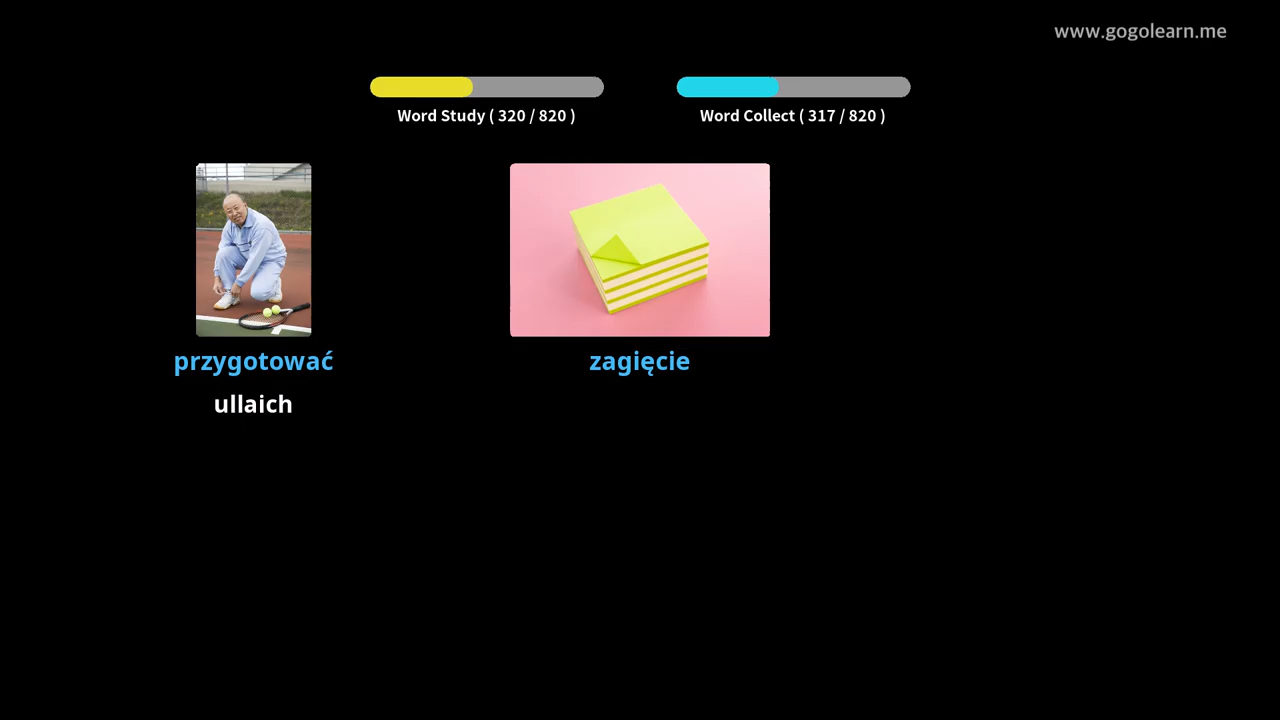 www.gogolearn.me
Word Study ( 320 / 820 )
Word Collect ( 317 / 820 )
przygotować
zagięcie
ullaich